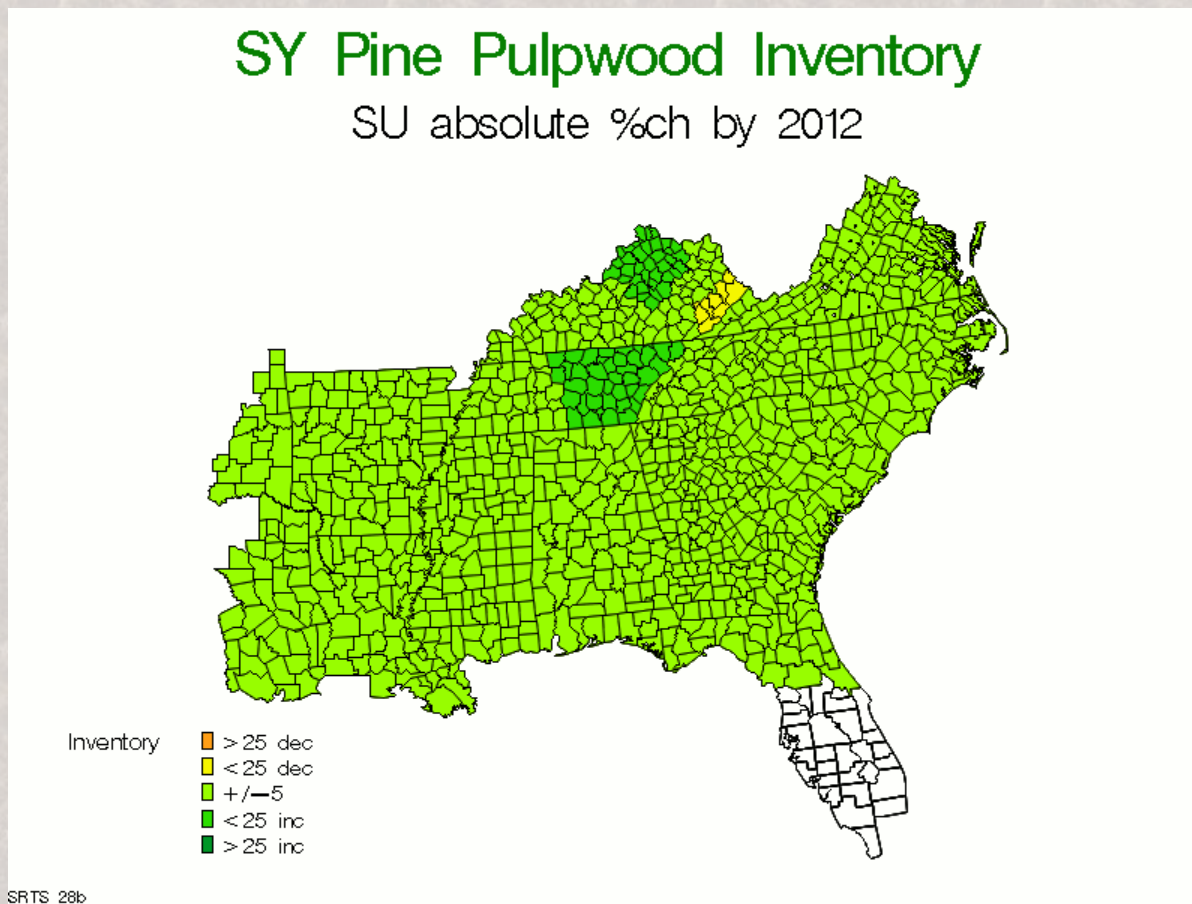 SY Pine Pulpwood Inventory
SU absolute %ch by 2012
Inventory
>25 dec
<25 dec
+/−5
<25 inc
>25 inc
SRTS 28b